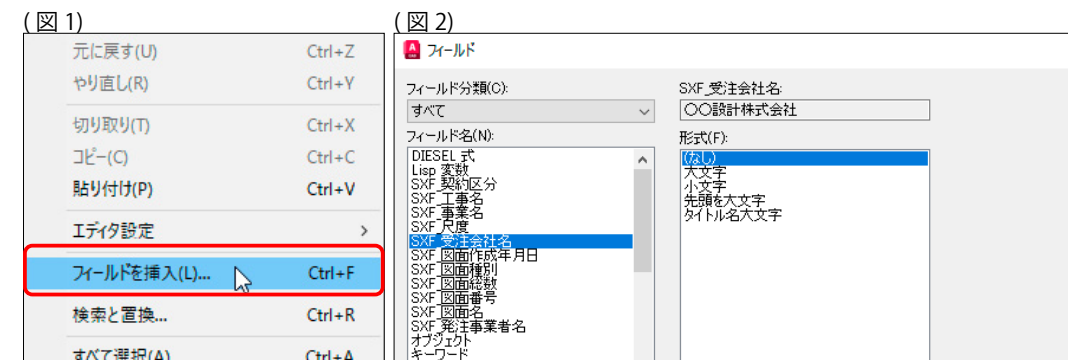 (図 1)
元に戻す(U) Ctrl+Z
やり直し(R) Ctrl+Y
切り取り(T) Ctrl+X
コピー(C) Ctrl+C
貼り付け(P) Ctrl+V
エディタ設定 >
フィールドを挿入(L)... Ctrl+F
検索と置換... Ctrl+R
すべて選択(A) Ctrl+A
(図 2)
フィールド
フィールド分類(C):
すべて
フィールド名(N):
DIESEL 式
Lisp 変数
SXF_契約区分
SXF_工事名
SXF_事業名
SXF_尺度
SXF_受注会社名
SXF_図面作成年月日
SXF_図面種別
SXF_図面総数
SXF_図面番号
SXF_図面名
SXF_発注事業者名
オブジェクト
キーワード
SXF_受注会社名:
〇〇設計株式会社
形式(F):
(なし)
大文字
小文字
先頭を大文字
タイトル名大文字